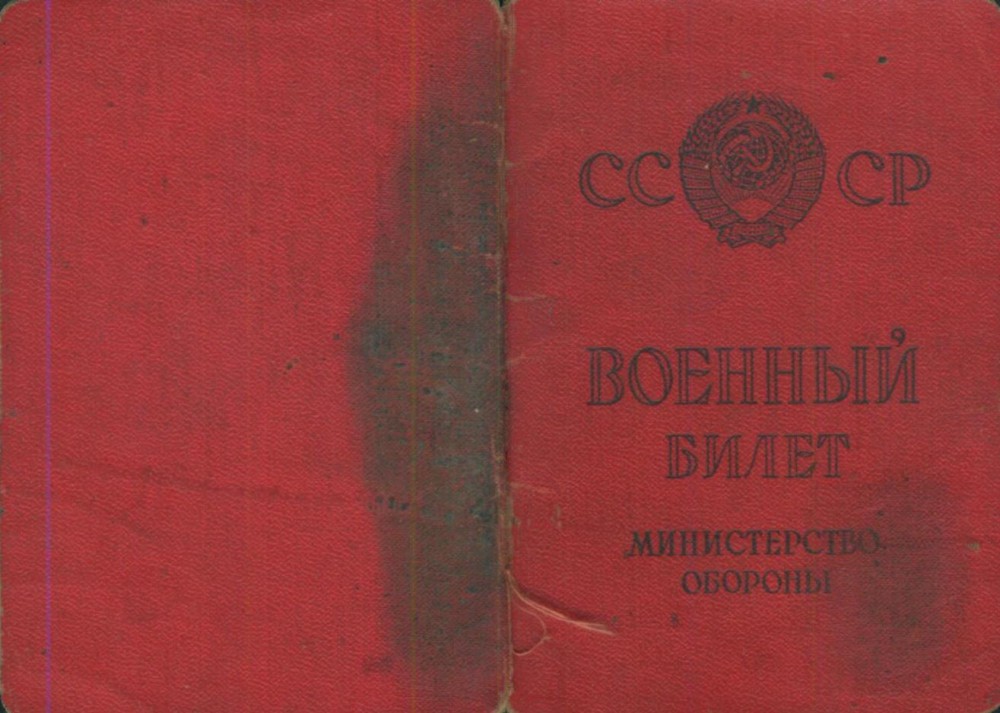 СССР
ВОЕННЫЙ
БИЛЕТ
МИНИСТЕРСТВО
ОБОРОНЫ